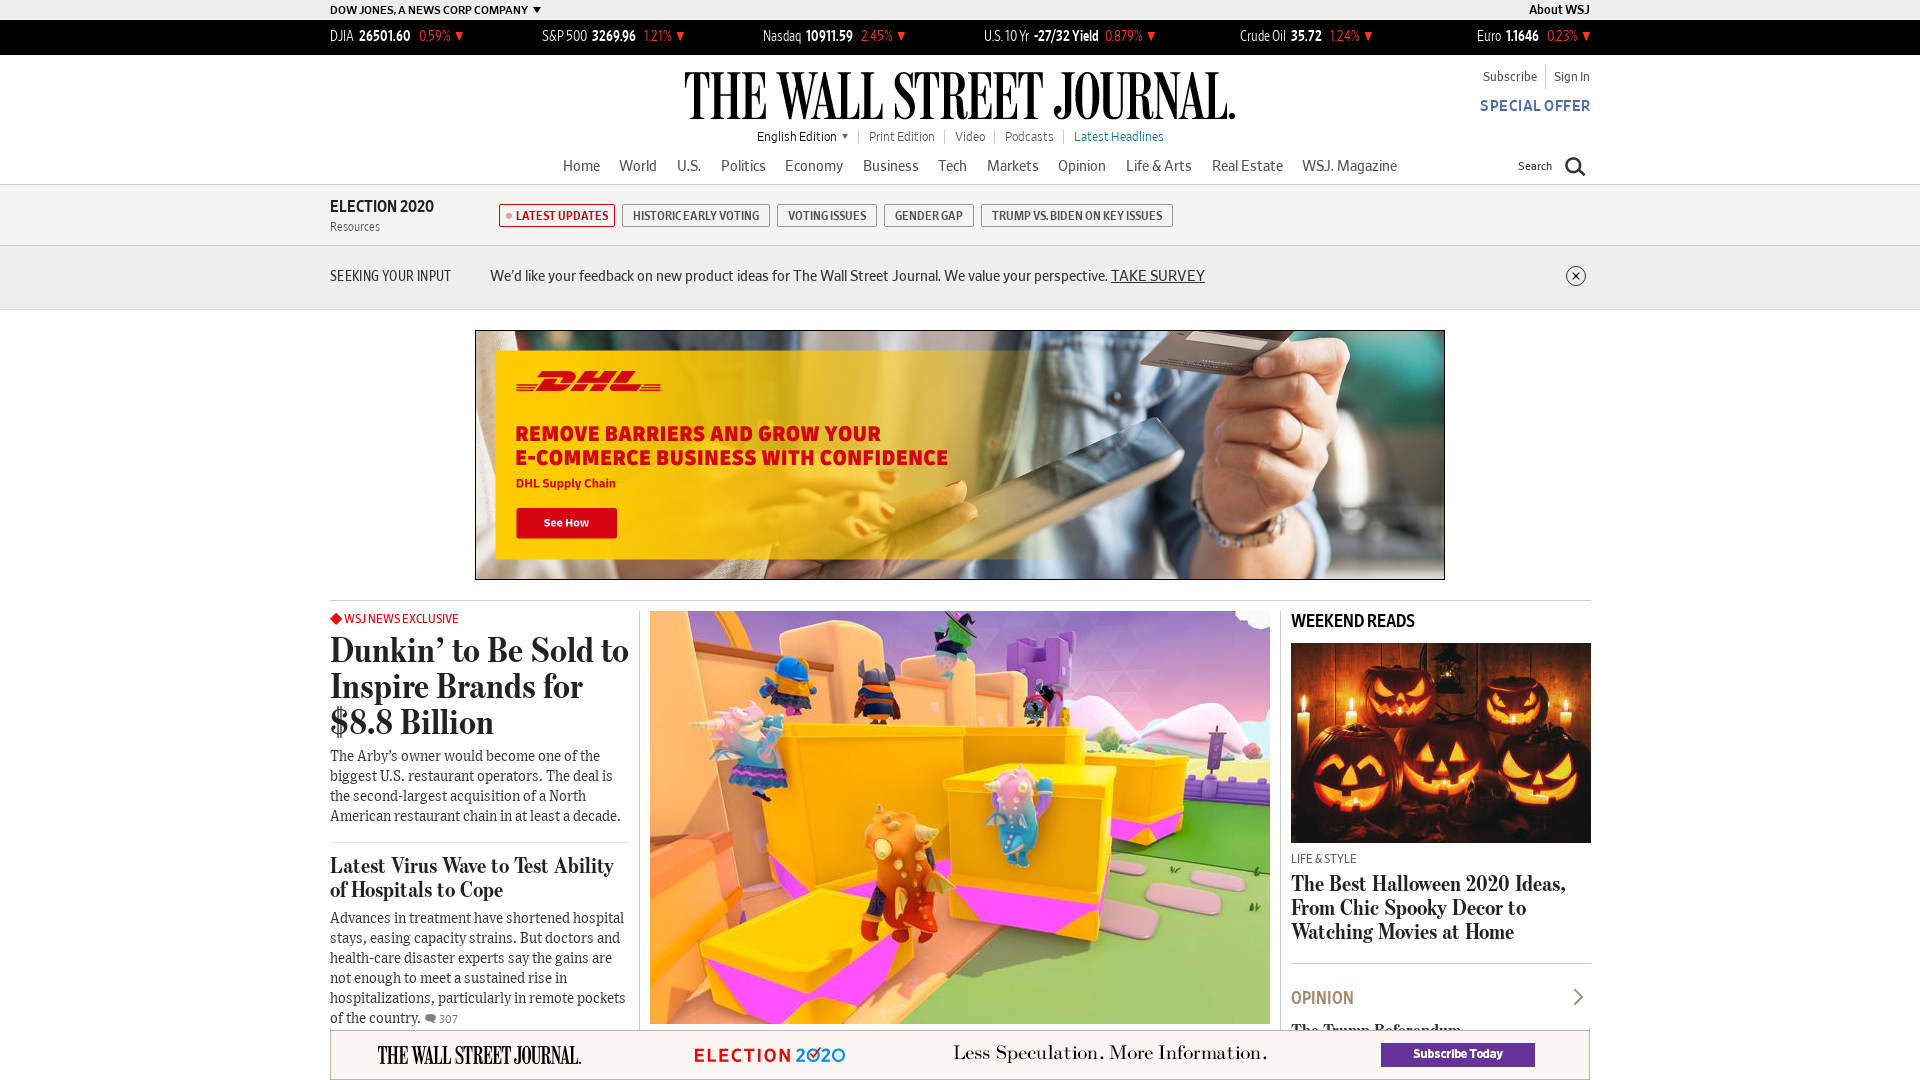 DOW JONES, A NEWS CORP COMPANY
About WSJ
DJIA 26501.60 0.59% ▼
S&P 500 3269.96 1.21% ▼
Nasdaq 10911.59 2.45% ▼
U.S. 10 Yr -27/32 Yield 0.879% ▼
Crude Oil 35.72 1.24% ▼
Euro 1.1646 0.23% ▼
THE WALL STREET JOURNAL.
Subscribe
Sign In
SPECIAL OFFER
English Edition
Print Edition
Video
Podcasts
Latest Headlines
Home
World
U.S.
Politics
Economy
Business
Tech
Markets
Opinion
Life & Arts
Real Estate
WSJ. Magazine
Search
ELECTION 2020
Resources
LATEST UPDATES
HISTORIC EARLY VOTING
VOTING ISSUES
GENDER GAP
TRUMP VS. BIDEN ON KEY ISSUES
SEEKING YOUR INPUT
We’d like your feedback on new product ideas for The Wall Street Journal. We value your perspective. TAKE SURVEY
DHL
REMOVE BARRIERS AND GROW YOUR
E-COMMERCE BUSINESS WITH CONFIDENCE
DHL Supply Chain
See How
WSJ NEWS EXCLUSIVE
Dunkin’ to Be Sold to
Inspire Brands for
$8.8 Billion
The Arby’s owner would become one of the
biggest U.S. restaurant operators. The deal is
the second-largest acquisition of a North
American restaurant chain in at least a decade.
Latest Virus Wave to Test Ability
of Hospitals to Cope
Advances in treatment have shortened hospital
stays, easing capacity strains. But doctors and
health-care disaster experts say the gains are
not enough to meet a sustained rise in
hospitalizations, particularly in remote pockets
of the country. 307
WEEKEND READS
LIFE & STYLE
The Best Halloween 2020 Ideas,
From Chic Spooky Decor to
Watching Movies at Home
OPINION
The Trump Referendum
THE WALL STREET JOURNAL.
ELECTION 2020
Less Speculation. More Information.
Subscribe Today